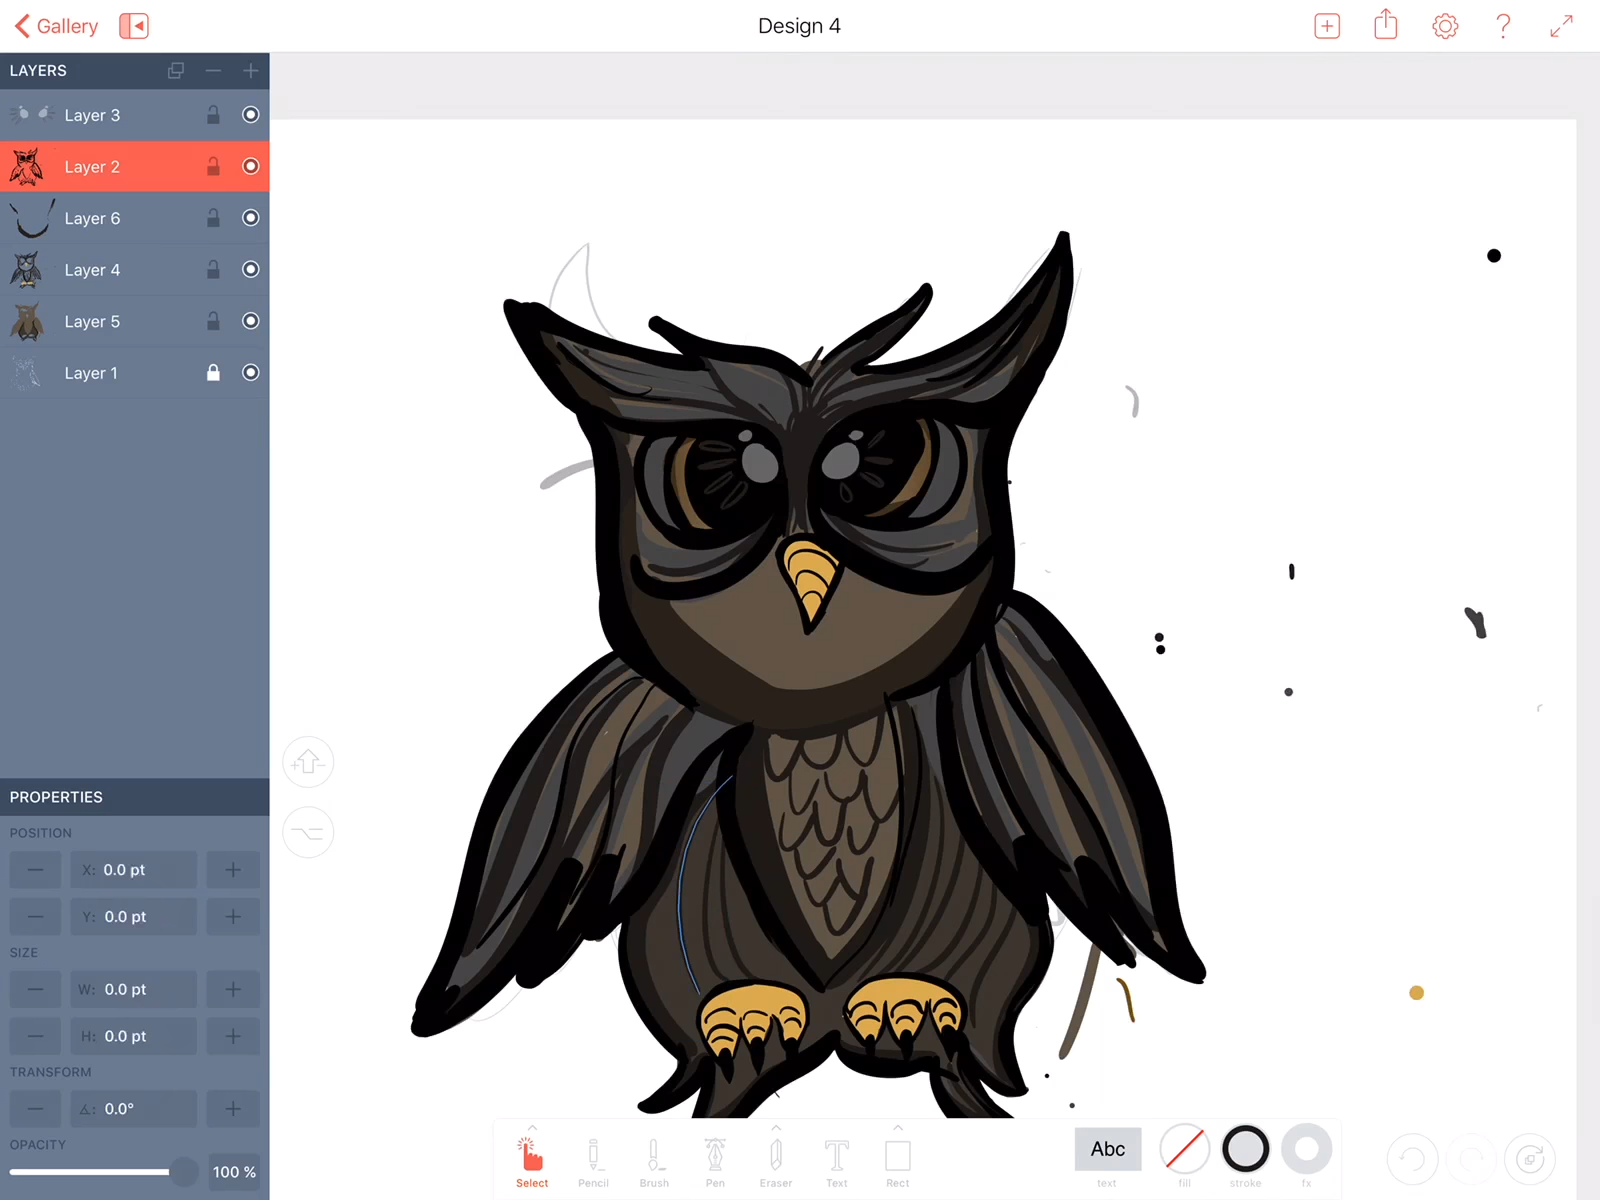 Gallery
Design 4
LAYERS
Layer 3
Layer 2
Layer 6
Layer 4
Layer 5
Layer 1
PROPERTIES
POSITION
X: 0.0 pt
Y: 0.0 pt
SIZE
W: 0.0 pt
H: 0.0 pt
TRANSFORM
∡: 0.0°
OPACITY
100 %
Abc
Select
Pencil
Brush
Pen
Eraser
Text
Rect
text
fill
stroke
fx